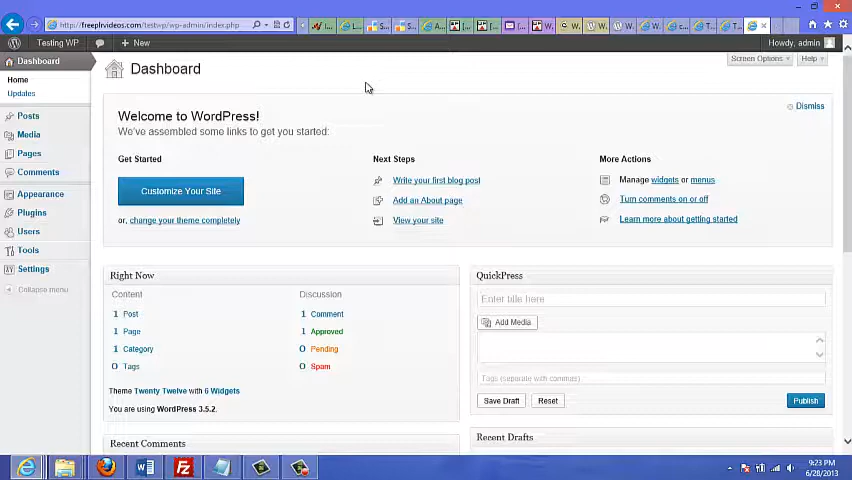 http://freeplrvideos.com/testwp/wp-admin/index.php
Testing WP
+ New
Howdy, admin
Dashboard
Home
Updates
Posts
Media
Pages
Comments
Appearance
Plugins
Users
Tools
Settings
Collapse menu
Dashboard
Screen Options
Help
Welcome to WordPress!
We've assembled some links to get you started:
Dismiss
Get Started
Customize Your Site
or, change your theme completely
Next Steps
Write your first blog post
Add an About page
View your site
More Actions
Manage widgets or menus
Turn comments on or off
Learn more about getting started
Right Now
Content
1 Post
1 Page
1 Category
0 Tags
Discussion
1 Comment
1 Approved
0 Pending
0 Spam
Theme Twenty Twelve with 6 Widgets
You are using WordPress 3.5.2.
Recent Comments
QuickPress
Enter title here
Add Media
Tags (separate with commas)
Save Draft
Reset
Publish
Recent Drafts
9:23 PM
6/28/2013